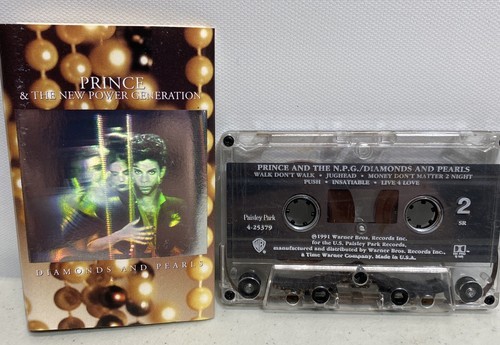 PRINCE
& THE NEW POWER GENERATION
DIAMONDS AND PEARLS
PRINCE AND THE N.P.G./DIAMONDS AND PEARLS
WALK DON'T WALK • JUGHEAD • MONEY DON'T MATTER 2 NIGHT
PUSH • INSATIABLE • LIVE 4 LOVE
Paisley Park
4-25379
2
SR
©1991 Warner Bros. Records Inc.
for the U.S. Paisley Park Records,
manufactured and distributed by Warner Bros. Records Inc.,
a Time Warner Company. Made in U.S.A.